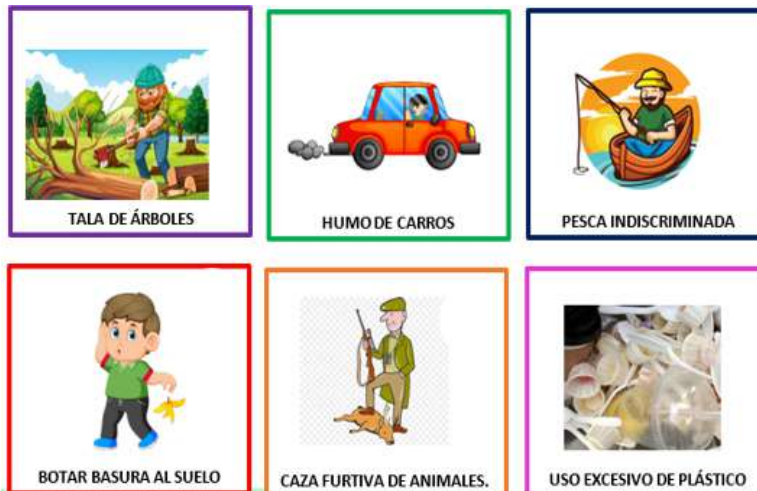 TALA DE ÁRBOLES
HUMO DE CARROS
PESCA INDISCRIMINADA
BOTAR BASURA AL SUELO
CAZA FURTIVA DE ANIMALES.
USO EXCESIVO DE PLÁSTICO